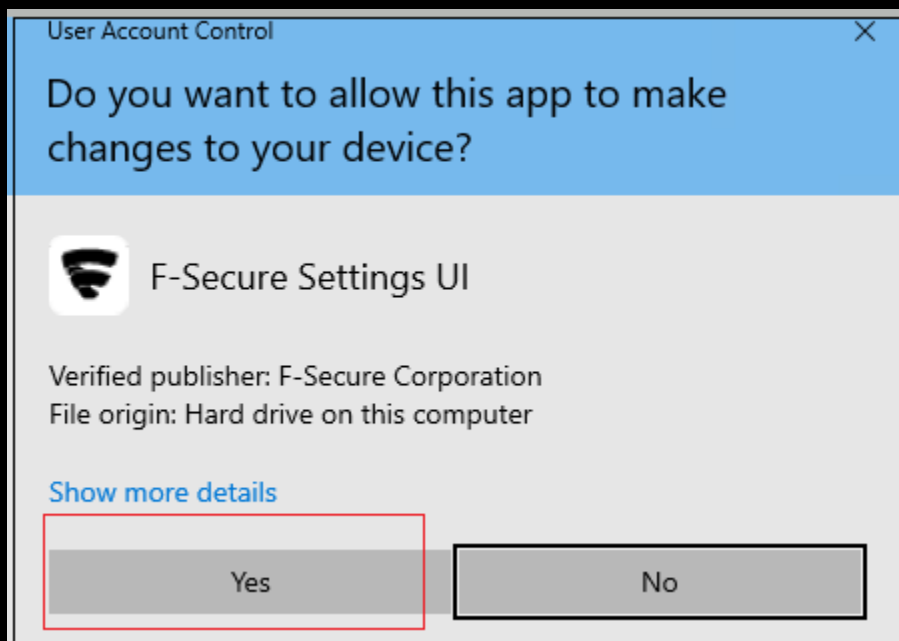 User Account Control
Do you want to allow this app to make
changes to your device?
F-Secure Settings UI
Verified publisher: F-Secure Corporation
File origin: Hard drive on this computer
Show more details
Yes
No